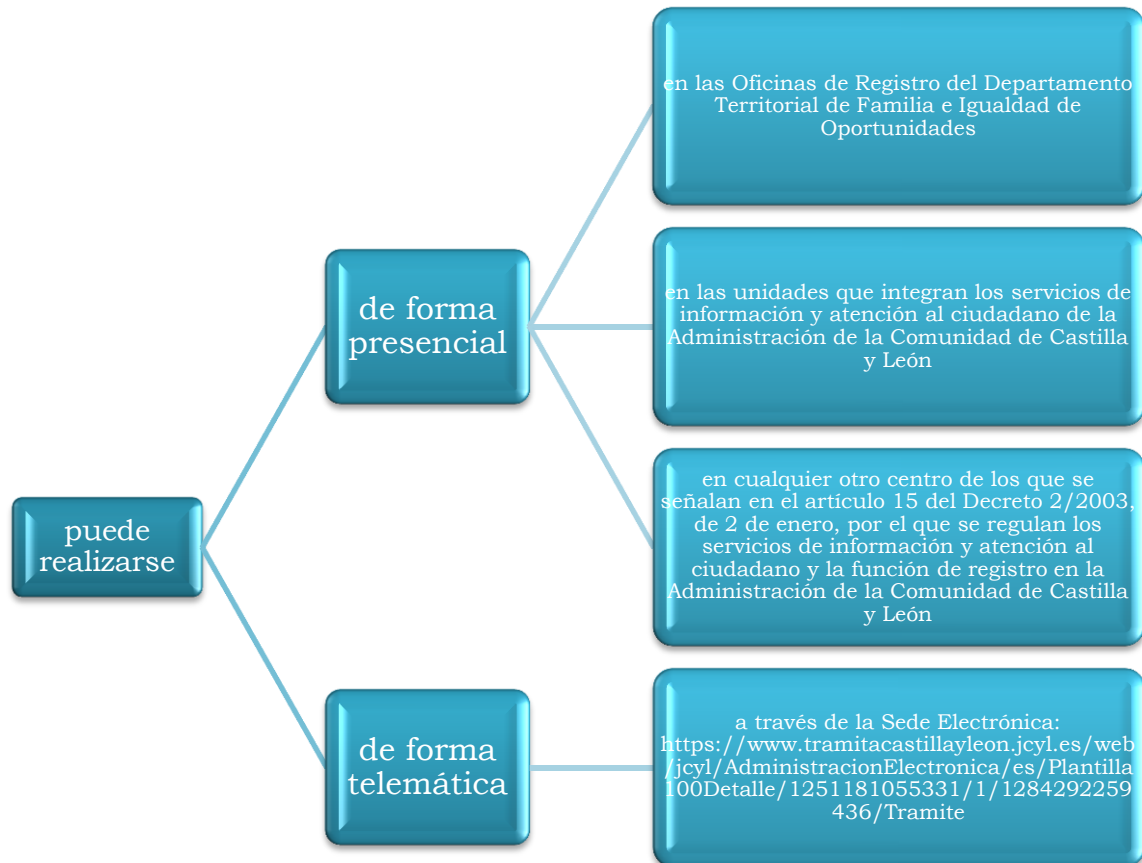 en las Oficinas de Registro del Departamento
Territorial de Familia e Igualdad de
Oportunidades
de forma
presencial
en las unidades que integran los servicios de
información y atención al ciudadano de la
Administración de la Comunidad de Castilla
y León
en cualquier otro centro de los que se
señalan en el artículo 15 del Decreto 2/2003,
de 2 de enero, por el que se regulan los
servicios de información y atención al
ciudadano y la función de registro en la
Administración de la Comunidad de Castilla
y León
puede
realizarse
de forma
telemática
a través de la Sede Electrónica:
https://www.tramitacastillayleon.jcyl.es/web
/jcyl/AdministracionElectronica/es/Plantilla
100Detalle/1251181055331/1/1284292259
436/Tramite